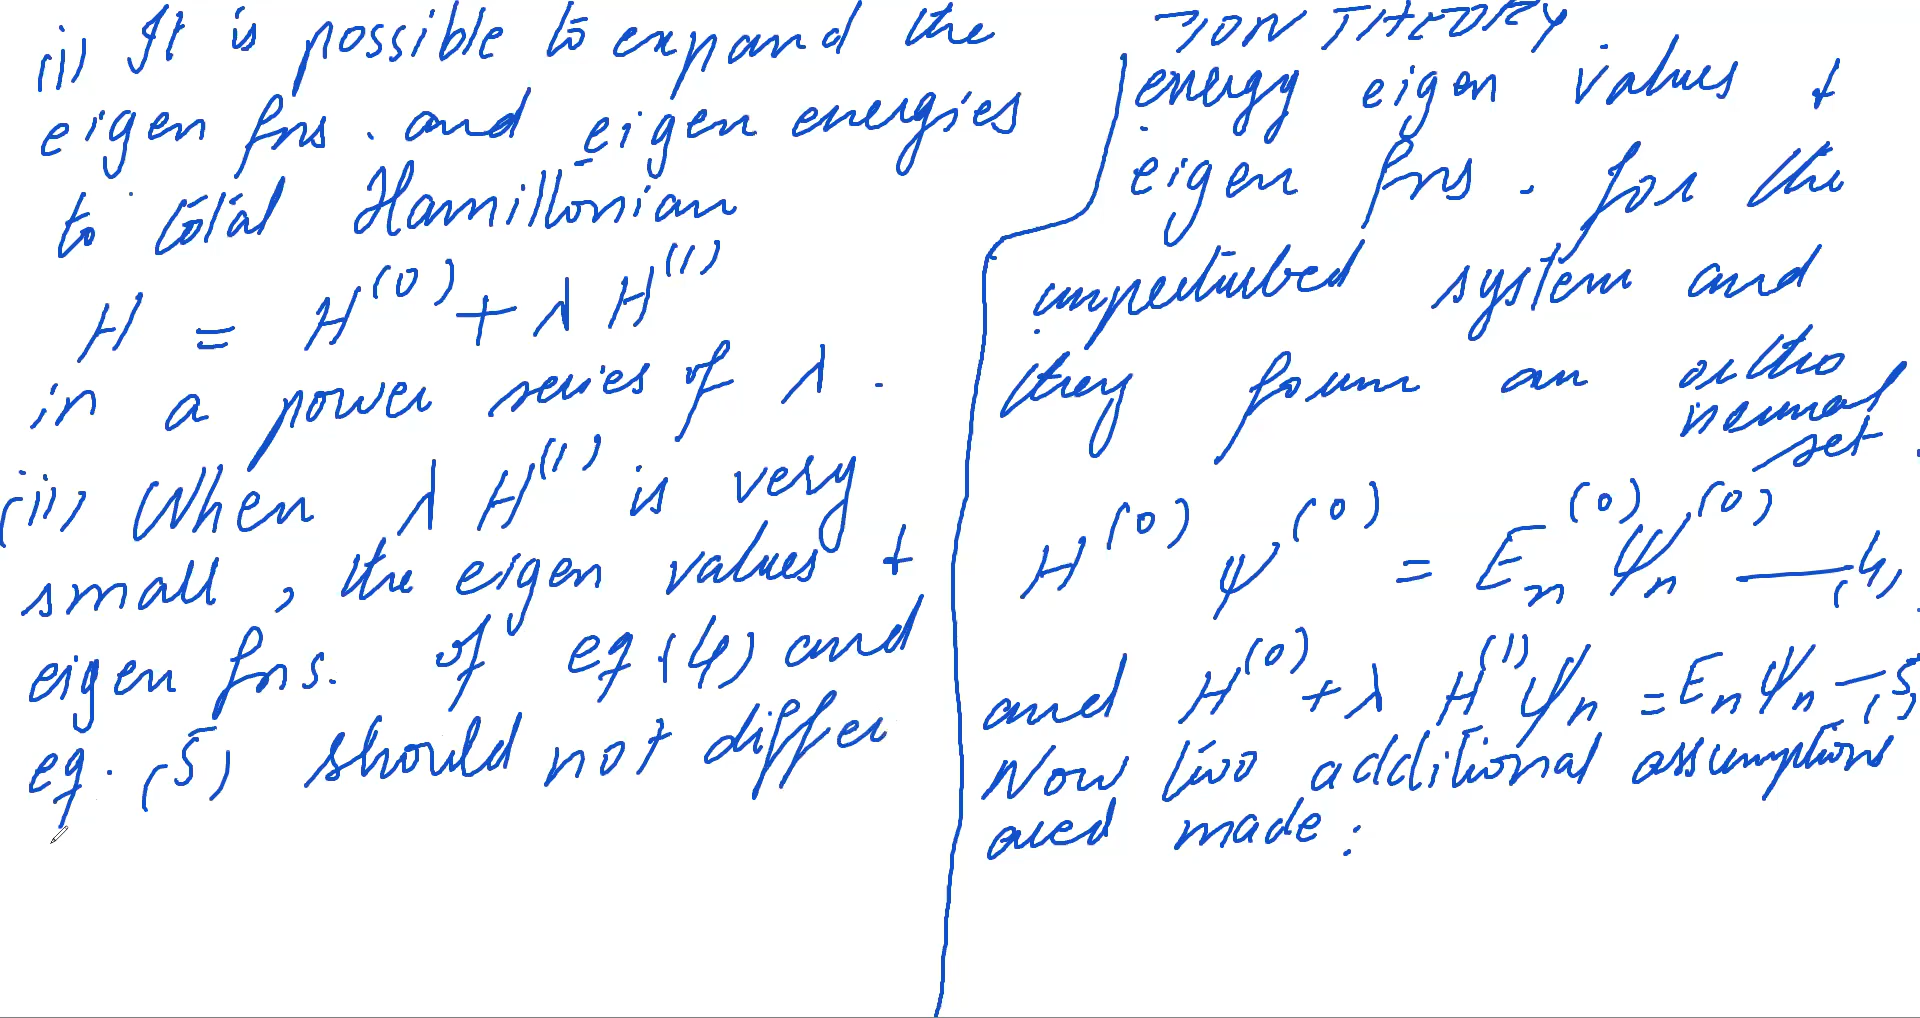 (i) It is possible to expand the
eigen fns. and eigen energies
to total Hamiltonian
H = H^(0) + λ H^(1)
in a power series of λ.
(ii) When λ H^(1) is very
small, the eigen values +
eigen fns. of eq (4) and
eq. (5) should not differ
TION THEORY
energy eigen values +
eigen fns. for the
unperturbed system and
they form an ortho
normal
set.
H^(0) ψ^(0) = E_n^(0) ψ_n^(0) — (4)
and H^(0) + λ H^(1) ψ_n = E_n ψ_n — (5)
Now two additional assumptions
are made: